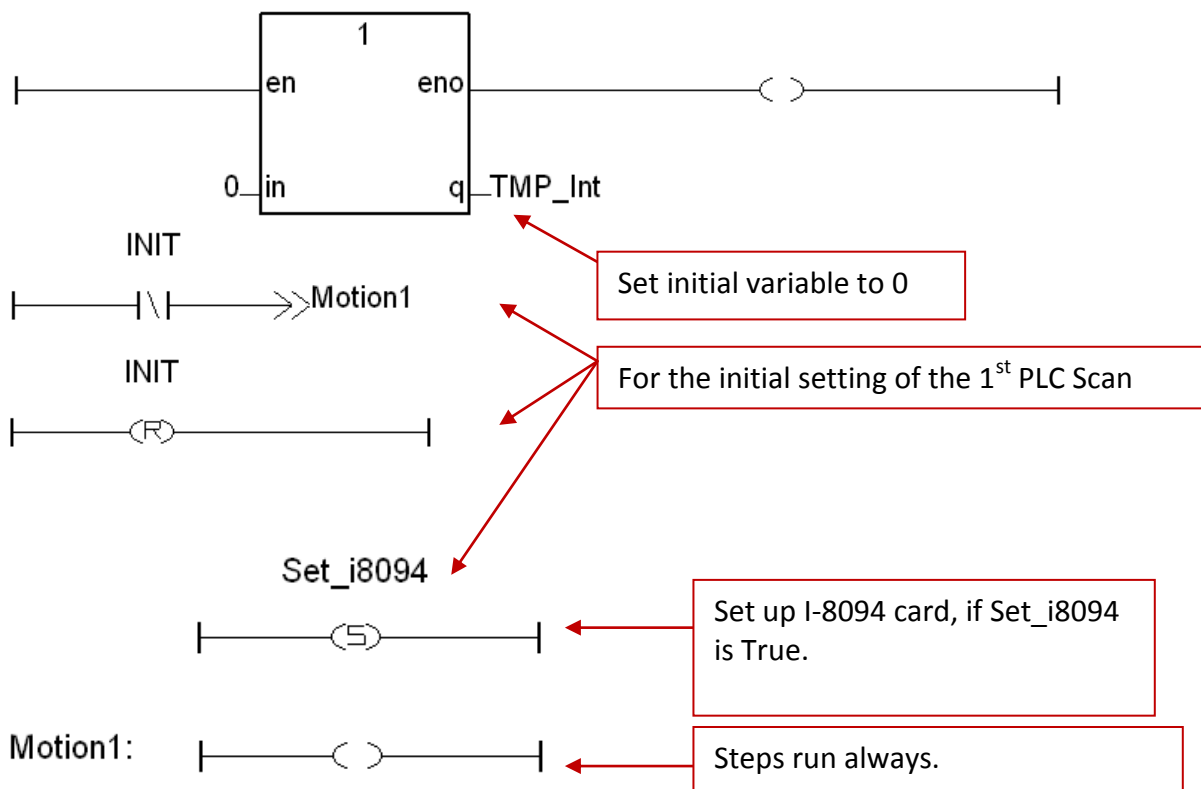 1
en eno
0 in q TMP_Int
Set initial variable to 0
INIT
Motion1
For the initial setting of the 1st PLC Scan
INIT
R
Set_i8094
S
Set up I-8094 card, if Set_i8094
is True.
Motion1:
Steps run always.